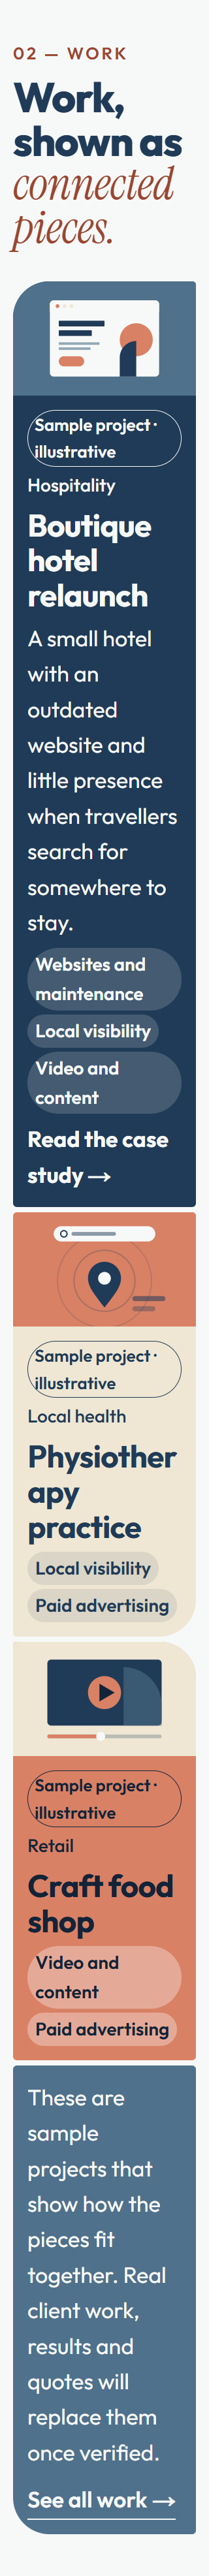 02 — WORK
Work,
shown as
connected
pieces.
Sample project ·
illustrative
Hospitality
Boutique
hotel
relaunch
A small hotel
with an
outdated
website and
little presence
when travellers
search for
somewhere to
stay.
Websites and
maintenance
Local visibility
Video and
content
Read the case
study →
Sample project ·
illustrative
Local health
Physiother
apy
practice
Local visibility
Paid advertising
Sample project ·
illustrative
Retail
Craft food
shop
Video and
content
Paid advertising
These are
sample
projects that
show how the
pieces fit
together. Real
client work,
results and
quotes will
replace them
once verified.
See all work →